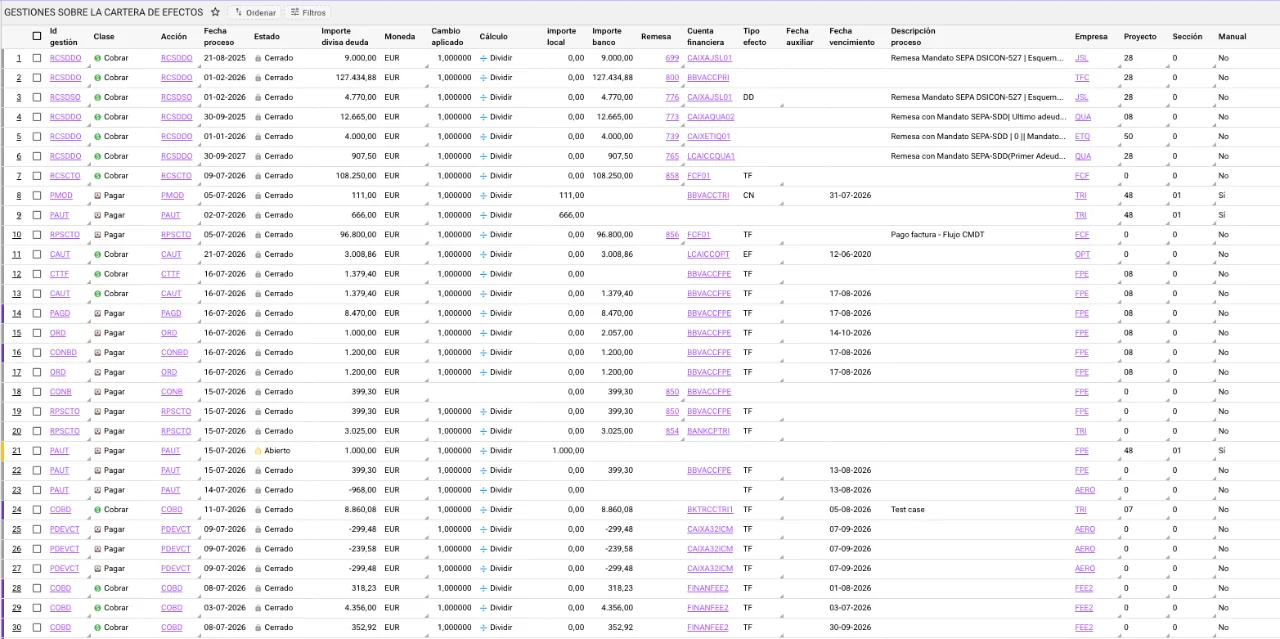 GESTIONES SOBRE LA CARTERA DE EFECTOS Ordenar Filtros
Id gestión Clase Acción Fecha proceso Estado Importe divisa deuda Moneda Cambio aplicado Cálculo importe local Importe banco Remesa Cuenta financiera Tipo efecto Fecha auxiliar Fecha vencimiento Descripción proceso Empresa Proyecto Sección Manual
1 RCSDDO Cobrar RCSDDO 21-08-2025 Cerrado 9.000,00 EUR 1,000000 Dividir 0,00 9.000,00 699 CAIXAJSL01 Remesa Mandato SEPA DSICON-527 | Esquem... JSL 28 0 No
2 RCSDDO Cobrar RCSDDO 01-02-2026 Cerrado 127.434,88 EUR 1,000000 Dividir 0,00 127.434,88 800 BBVACCPRI TFC 28 0 No
3 RCSDSO Cobrar RCSDSO 01-02-2026 Cerrado 4.770,00 EUR 1,000000 Dividir 0,00 4.770,00 776 CAIXAJSL01 DD Remesa Mandato SEPA DSICON-527 | Esquem... JSL 28 0 No
4 RCSDDO Cobrar RCSDDO 30-09-2025 Cerrado 12.665,00 EUR 1,000000 Dividir 0,00 12.665,00 773 CAIXAQUA02 Remesa con Mandato SEPA-SDD| Ultimo adeud... QUA 08 0 No
5 RCSDDO Cobrar RCSDDO 01-01-2026 Cerrado 4.000,00 EUR 1,000000 Dividir 0,00 4.000,00 739 CAIXETIQ01 Remesa con Mandato SEPA-SDD | 0 || Mandato... ETQ 50 0 No
6 RCSDDO Cobrar RCSDDO 30-09-2027 Cerrado 907,50 EUR 1,000000 Dividir 0,00 907,50 765 LCAICCQUA1 Remesa con Mandato SEPA-SDD(Primer Adeud... QUA 28 0 No
7 RCSCTO Cobrar RCSCTO 09-07-2026 Cerrado 108.250,00 EUR 1,000000 Dividir 0,00 108.250,00 858 FCF01 TF FCF 0 0 No
8 PMOD Pagar PMOD 05-07-2026 Cerrado 111,00 EUR 1,000000 Dividir 111,00 BBVACCTRI CN 31-07-2026 TRI 48 01 Sí
9 PAUT Pagar PAUT 02-07-2026 Cerrado 666,00 EUR 1,000000 Dividir 666,00 TRI 48 01 Sí
10 RPSCTO Pagar RPSCTO 05-07-2026 Cerrado 96.800,00 EUR 1,000000 Dividir 0,00 96.800,00 856 FCF01 TF Pago factura - Flujo CMDT FCF 0 0 No
11 CAUT Cobrar CAUT 21-07-2026 Cerrado 3.008,86 EUR 1,000000 Dividir 0,00 3.008,86 LCAICCOPT EF 12-06-2020 OPT 0 0 No
12 CTTF Cobrar CTTF 16-07-2026 Cerrado 1.379,40 EUR 1,000000 Dividir 0,00 1.379,40 BBVACCFPE TF FPE 08 0 No
13 CAUT Cobrar CAUT 16-07-2026 Cerrado 1.379,40 EUR 1,000000 Dividir 0,00 1.379,40 BBVACCFPE TF 17-08-2026 FPE 08 0 No
14 PAGD Pagar PAGD 16-07-2026 Cerrado 8.470,00 EUR 1,000000 Dividir 0,00 8.470,00 BBVACCFPE TF 17-08-2026 FPE 08 0 No
15 ORD Pagar ORD 16-07-2026 Cerrado 1.000,00 EUR 1,000000 Dividir 0,00 2.057,00 BBVACCFPE TF 14-10-2026 FPE 08 0 No
16 CONBD Pagar CONBD 16-07-2026 Cerrado 1.200,00 EUR 1,000000 Dividir 0,00 1.200,00 BBVACCFPE TF 17-08-2026 FPE 08 0 No
17 ORD Pagar ORD 16-07-2026 Cerrado 1.200,00 EUR 1,000000 Dividir 0,00 1.200,00 BBVACCFPE TF 17-08-2026 FPE 08 0 No
18 CONB Pagar CONB 15-07-2026 Cerrado 399,30 EUR 0,00 399,30 850 BBVACCFPE FPE 0 0 No
19 RPSCTO Pagar RPSCTO 15-07-2026 Cerrado 399,30 EUR 1,000000 Dividir 0,00 399,30 850 BBVACCFPE TF FPE 0 0 No
20 RPSCTO Pagar RPSCTO 15-07-2026 Cerrado 3.025,00 EUR 1,000000 Dividir 0,00 3.025,00 854 BANKCPTRI TF TRI 0 0 No
21 PAUT Pagar PAUT 15-07-2026 Abierto 1.000,00 EUR 1,000000 Dividir 1.000,00 FPE 48 01 Sí
22 PAUT Pagar PAUT 15-07-2026 Cerrado 399,30 EUR 1,000000 Dividir 0,00 399,30 BBVACCFPE TF 13-08-2026 FPE 0 0 No
23 PAUT Pagar PAUT 14-07-2026 Cerrado -968,00 EUR 1,000000 Dividir 0,00 TF 13-08-2026 AERO 0 0 No
24 COBD Cobrar COBD 11-07-2026 Cerrado 8.860,08 EUR 1,000000 Dividir 0,00 8.860,08 BKTRCCTRI1 TF 05-08-2026 Test case TRI 07 0 No
25 PDEVCT Pagar PDEVCT 09-07-2026 Cerrado -299,48 EUR 1,000000 Dividir 0,00 -299,48 CAIXA32ICM TF 07-09-2026 AERO 0 0 No
26 PDEVCT Pagar PDEVCT 09-07-2026 Cerrado -239,58 EUR 1,000000 Dividir 0,00 -239,58 CAIXA32ICM TF 07-09-2026 AERO 0 0 No
27 PDEVCT Pagar PDEVCT 09-07-2026 Cerrado -299,48 EUR 1,000000 Dividir 0,00 -299,48 CAIXA32ICM TF 07-09-2026 AERO 0 0 No
28 COBD Cobrar COBD 08-07-2026 Cerrado 318,23 EUR 1,000000 Dividir 0,00 318,23 FINANFEE2 TF 01-08-2026 FEE2 0 0 No
29 COBD Cobrar COBD 03-07-2026 Cerrado 4.356,00 EUR 1,000000 Dividir 0,00 4.356,00 FINANFEE2 TF 03-07-2026 FEE2 0 0 No
30 COBD Cobrar COBD 08-07-2026 Cerrado 352,92 EUR 1,000000 Dividir 0,00 352,92 FINANFEE2 TF 30-09-2026 FEE2 0 0 No